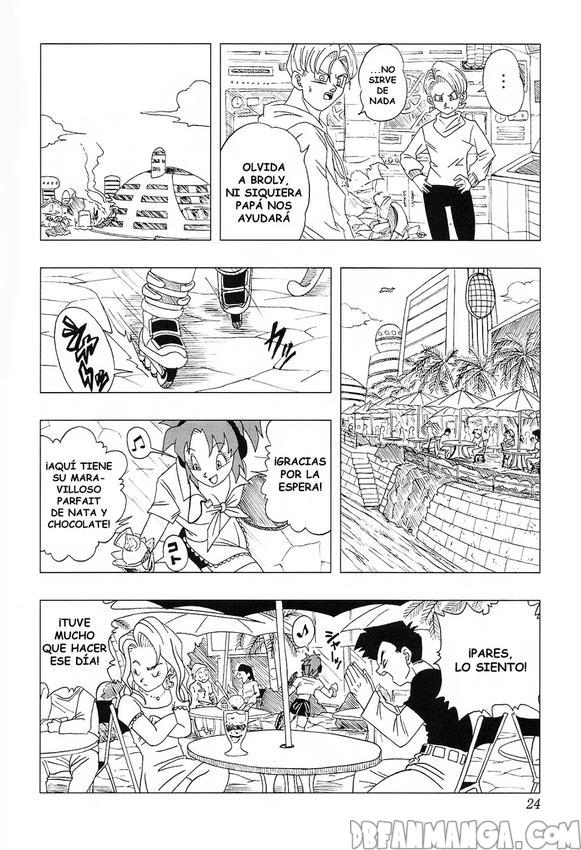 ...NO
SIRVE
DE
NADA
...
OLVIDA
A BROLY,
NI SIQUIERA
PAPÁ NOS
AYUDARÁ
¡GRACIAS
POR LA
ESPERA!
¡AQUÍ TIENE
SU MARA-
VILLOSO
PARFAIT
DE NATA Y
CHOCOLATE!
TU
¡TUVE
MUCHO
QUE HACER
ESE DÍA!
¡PARES,
LO SIENTO!
24
DBFANMANGA.COM